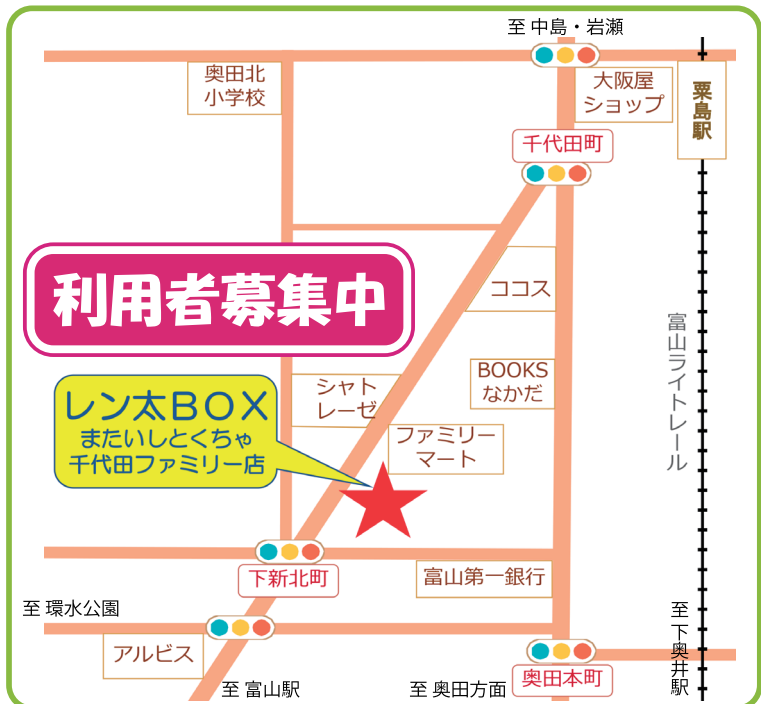 至 中島・岩瀬
奥田北
小学校
大阪屋
ショップ
粟島駅
千代田町
利用者募集中
ココス
富山ライトレール
BOOKS
なかだ
シャト
レーゼ
レン太BOX
またいしとくちゃ
千代田ファミリー店
ファミリー
マート
下新北町
富山第一銀行
至 環水公園
アルビス
至 富山駅
至 奥田方面
奥田本町
至 下奥井駅